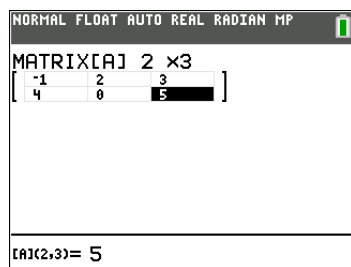 NORMAL FLOAT AUTO REAL RADIAN MP
MATRIX[A] 2 ×3
[ -1 2 3 ]
[ 4 0 5 ]
[A](2,3)= 5